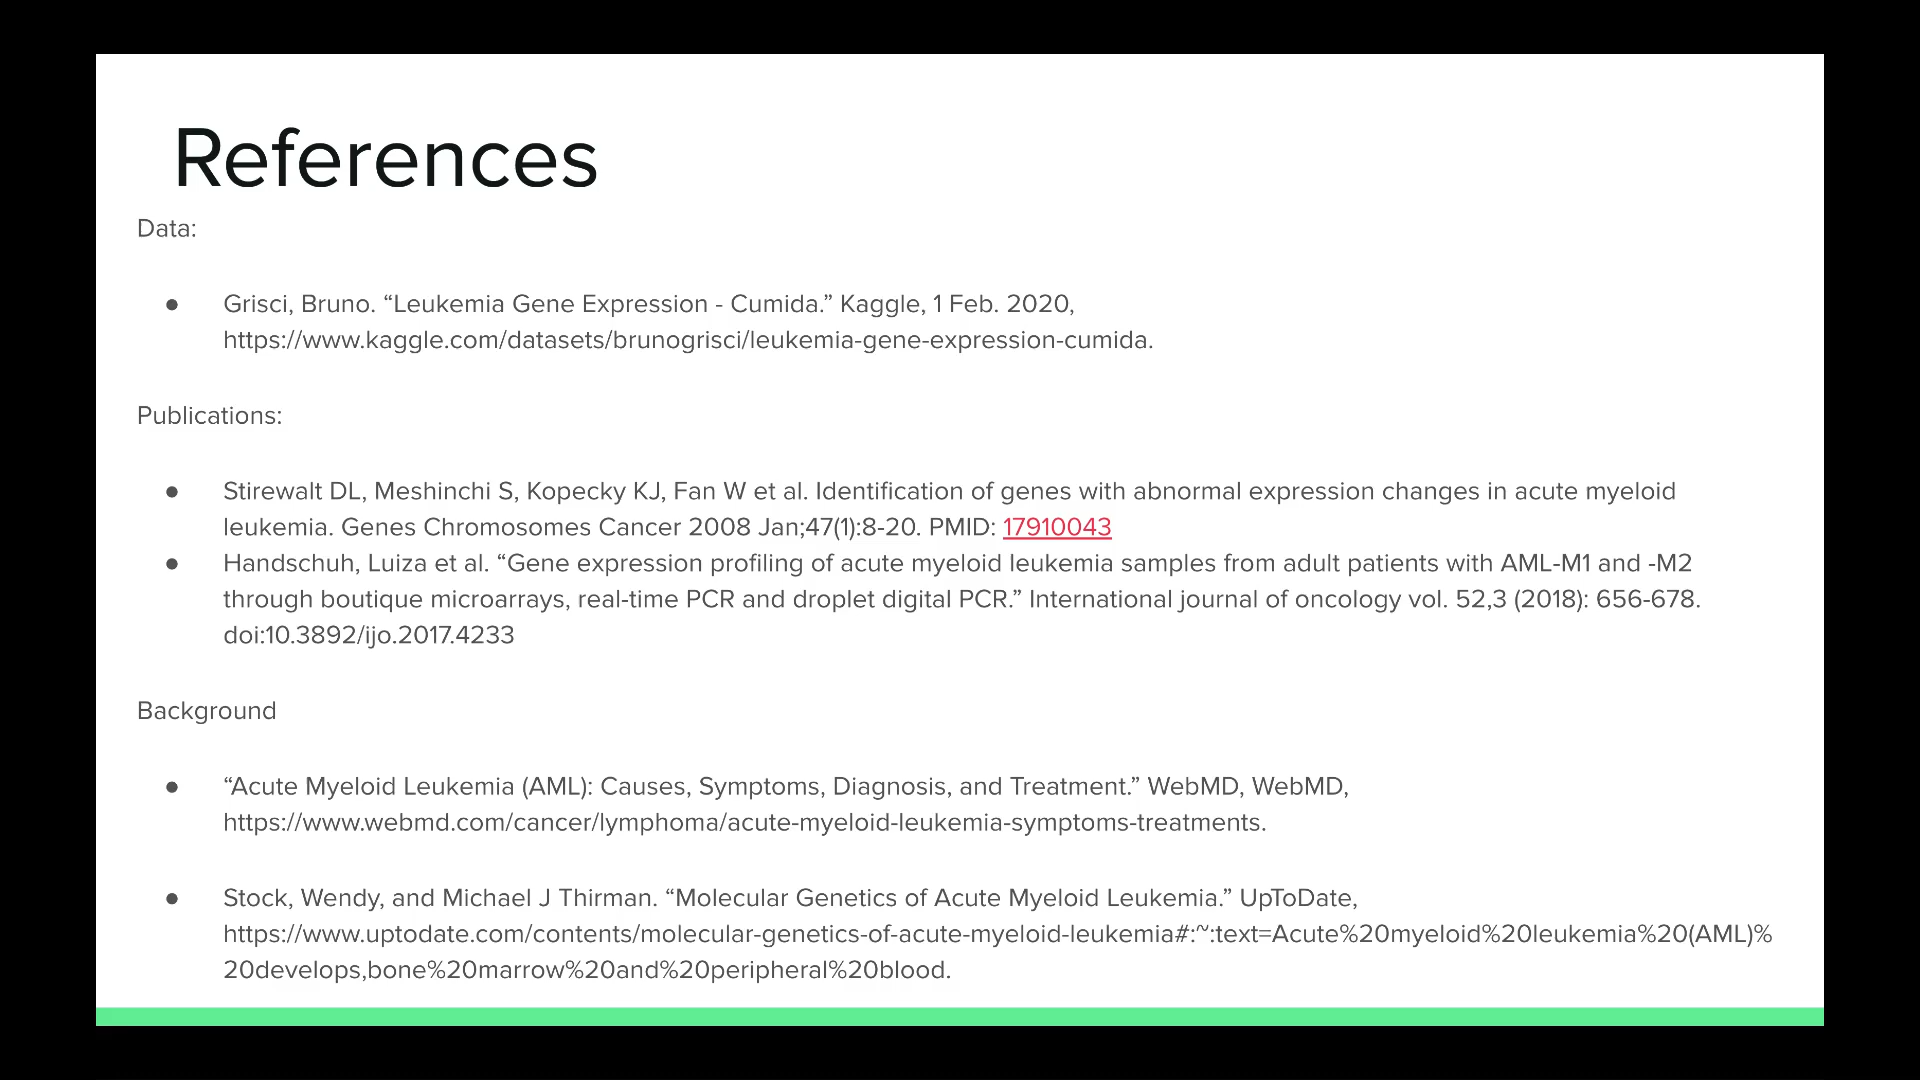 References
Data:
● Grisci, Bruno. “Leukemia Gene Expression - Cumida.” Kaggle, 1 Feb. 2020,
https://www.kaggle.com/datasets/brunogrisci/leukemia-gene-expression-cumida.
Publications:
● Stirewalt DL, Meshinchi S, Kopecky KJ, Fan W et al. Identification of genes with abnormal expression changes in acute myeloid
leukemia. Genes Chromosomes Cancer 2008 Jan;47(1):8-20. PMID: 17910043
● Handschuh, Luiza et al. “Gene expression profiling of acute myeloid leukemia samples from adult patients with AML-M1 and -M2
through boutique microarrays, real-time PCR and droplet digital PCR.” International journal of oncology vol. 52,3 (2018): 656-678.
doi:10.3892/ijo.2017.4233
Background
● “Acute Myeloid Leukemia (AML): Causes, Symptoms, Diagnosis, and Treatment.” WebMD, WebMD,
https://www.webmd.com/cancer/lymphoma/acute-myeloid-leukemia-symptoms-treatments.
● Stock, Wendy, and Michael J Thirman. “Molecular Genetics of Acute Myeloid Leukemia.” UpToDate,
https://www.uptodate.com/contents/molecular-genetics-of-acute-myeloid-leukemia#:~:text=Acute%20myeloid%20leukemia%20(AML)%
20develops,bone%20marrow%20and%20peripheral%20blood.